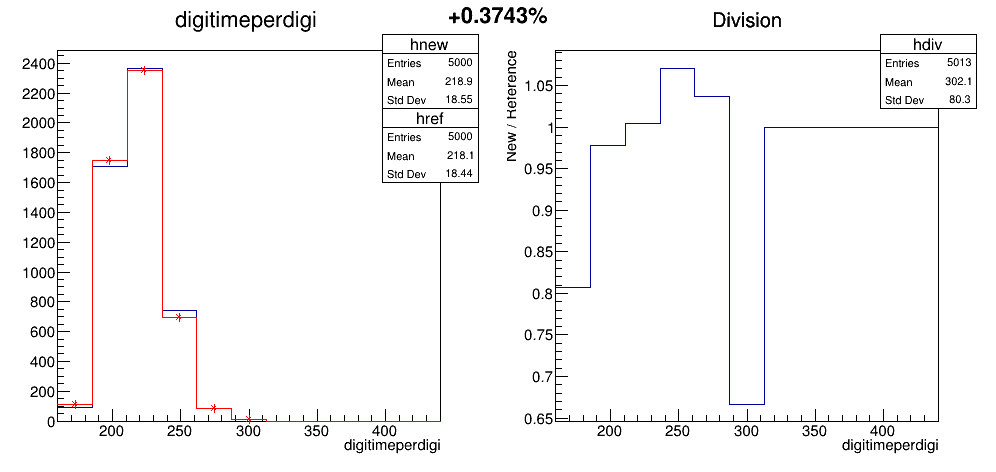 digitimeperdigi
+0.3743%
Division
hnew
Entries 5000
Mean 218.9
Std Dev 18.55
href
Entries 5000
Mean 218.1
Std Dev 18.44
2400
2200
2000
1800
1600
1400
1200
1000
800
600
400
200
0
200 250 300 350 400
digitimeperdigi
hdiv
Entries 5013
Mean 302.1
Std Dev 80.3
New / Reference
1.05
1
0.95
0.9
0.85
0.8
0.75
0.7
0.65
200 250 300 350 400
digitimeperdigi